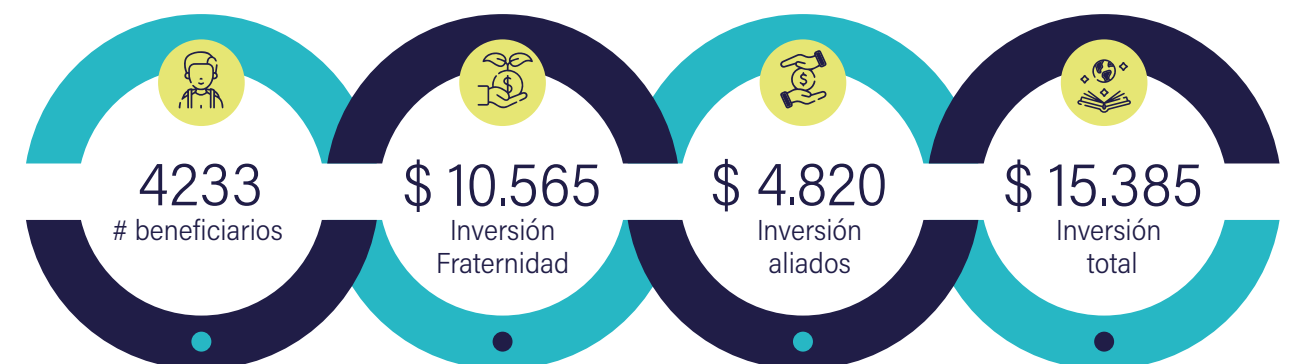 4233
# beneficiarios
$ 10.565
Inversión
Fraternidad
$ 4.820
Inversión
aliados
$ 15.385
Inversión
total